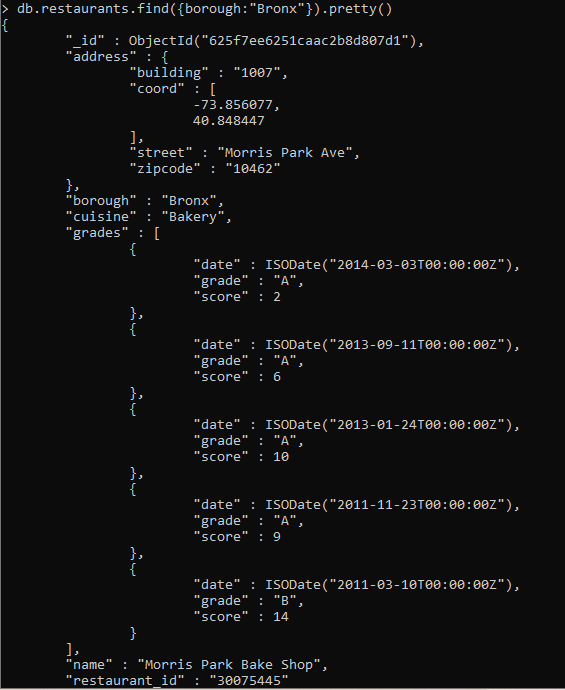 > db.restaurants.find({borough:"Bronx"}).pretty()
{
"_id" : ObjectId("625f7ee6251caac2b8d807d1"),
"address" : {
"building" : "1007",
"coord" : [
-73.856077,
40.848447
],
"street" : "Morris Park Ave",
"zipcode" : "10462"
},
"borough" : "Bronx",
"cuisine" : "Bakery",
"grades" : [
{
"date" : ISODate("2014-03-03T00:00:00Z"),
"grade" : "A",
"score" : 2
},
{
"date" : ISODate("2013-09-11T00:00:00Z"),
"grade" : "A",
"score" : 6
},
{
"date" : ISODate("2013-01-24T00:00:00Z"),
"grade" : "A",
"score" : 10
},
{
"date" : ISODate("2011-11-23T00:00:00Z"),
"grade" : "A",
"score" : 9
},
{
"date" : ISODate("2011-03-10T00:00:00Z"),
"grade" : "B",
"score" : 14
}
],
"name" : "Morris Park Bake Shop",
"restaurant_id" : "30075445"